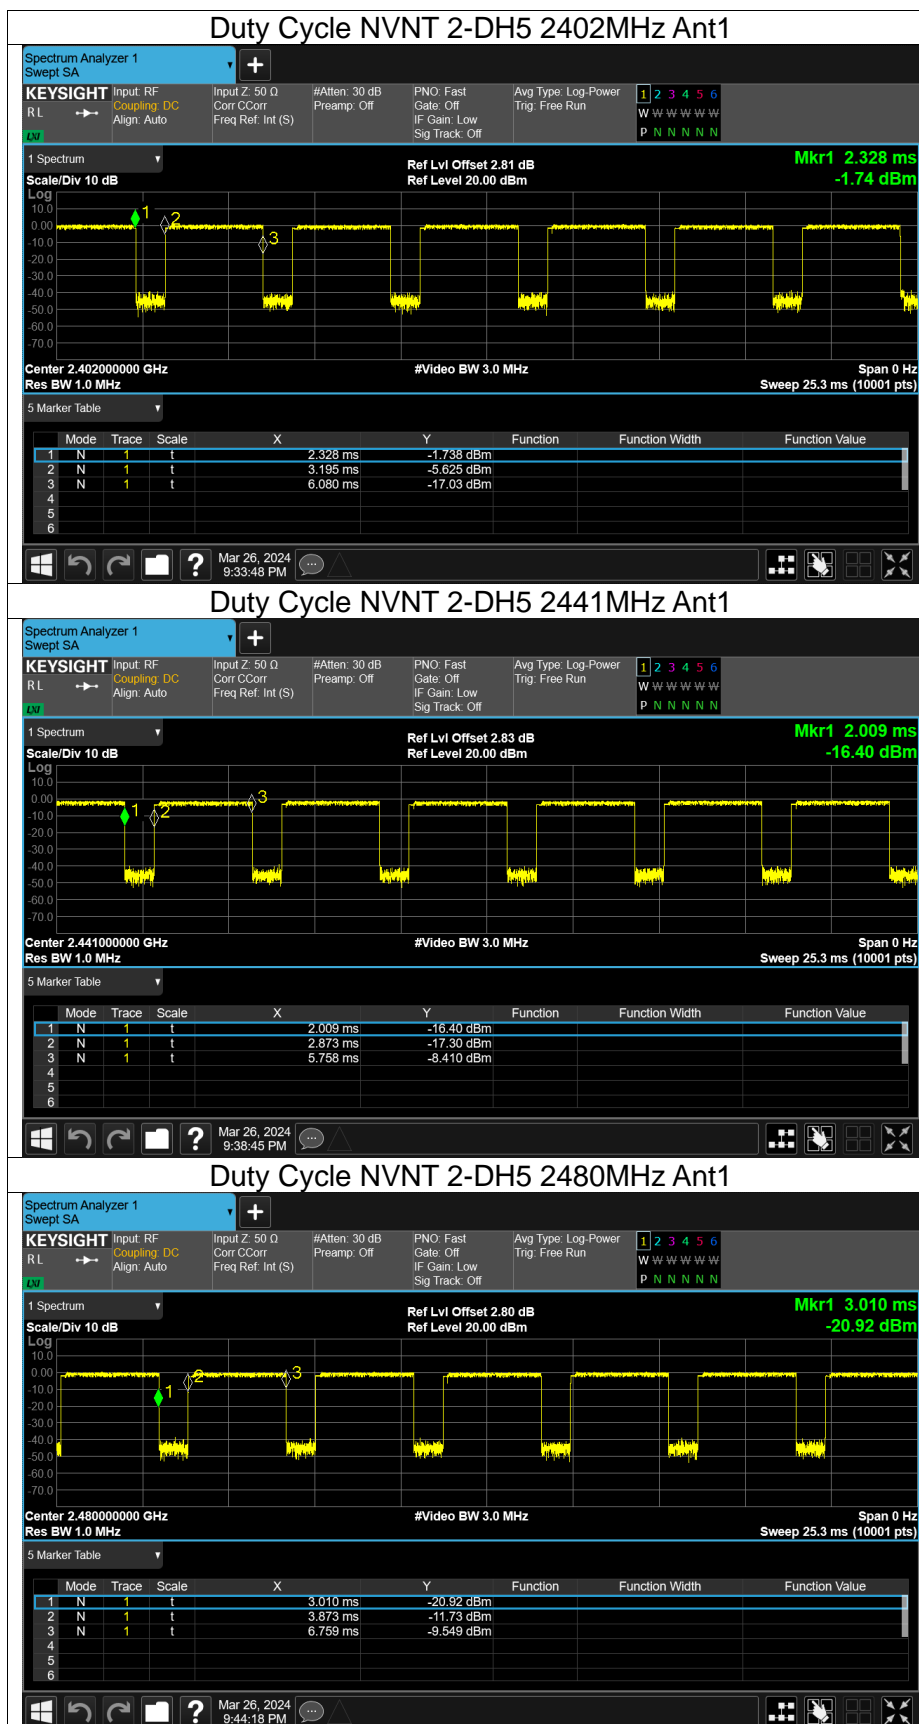 Duty Cycle NVNT 2-DH5 2402MHz Ant1
Spectrum Analyzer 1
Swept SA
+
KEYSIGHT Input: RF Input Z: 50 Ω #Atten: 30 dB PNO: Fast Avg Type: Log-Power 1 2 3 4 5 6
R L Coupling: DC Corr CCorr Preamp: Off Gate: Off Trig: Free Run W W W W W W
Align: Auto Freq Ref: Int (S) IF Gain: Low
LXI Sig Track: Off P N N N N N
1 Spectrum Ref Lvl Offset 2.81 dB Mkr1 2.328 ms
Scale/Div 10 dB Ref Level 20.00 dBm -1.74 dBm
Log
10.0
0.00
-10.0
-20.0
-30.0
-40.0
-50.0
-60.0
-70.0
1 2 3
Center 2.402000000 GHz #Video BW 3.0 MHz Span 0 Hz
Res BW 1.0 MHz Sweep 25.3 ms (10001 pts)
5 Marker Table
Mode Trace Scale X Y Function Function Width Function Value
1 N 1 t 2.328 ms -1.738 dBm
2 N 1 t 3.195 ms -5.625 dBm
3 N 1 t 6.080 ms -17.03 dBm
4
5
6
? Mar 26, 2024
9:33:48 PM
Duty Cycle NVNT 2-DH5 2441MHz Ant1
Spectrum Analyzer 1
Swept SA
+
KEYSIGHT Input: RF Input Z: 50 Ω #Atten: 30 dB PNO: Fast Avg Type: Log-Power 1 2 3 4 5 6
R L Coupling: DC Corr CCorr Preamp: Off Gate: Off Trig: Free Run W W W W W W
Align: Auto Freq Ref: Int (S) IF Gain: Low
LXI Sig Track: Off P N N N N N
1 Spectrum Ref Lvl Offset 2.83 dB Mkr1 2.009 ms
Scale/Div 10 dB Ref Level 20.00 dBm -16.40 dBm
Log
10.0
0.00
-10.0
-20.0
-30.0
-40.0
-50.0
-60.0
-70.0
1 2 3
Center 2.441000000 GHz #Video BW 3.0 MHz Span 0 Hz
Res BW 1.0 MHz Sweep 25.3 ms (10001 pts)
5 Marker Table
Mode Trace Scale X Y Function Function Width Function Value
1 N 1 t 2.009 ms -16.40 dBm
2 N 1 t 2.873 ms -17.30 dBm
3 N 1 t 5.758 ms -8.410 dBm
4
5
6
? Mar 26, 2024
9:38:45 PM
Duty Cycle NVNT 2-DH5 2480MHz Ant1
Spectrum Analyzer 1
Swept SA
+
KEYSIGHT Input: RF Input Z: 50 Ω #Atten: 30 dB PNO: Fast Avg Type: Log-Power 1 2 3 4 5 6
R L Coupling: DC Corr CCorr Preamp: Off Gate: Off Trig: Free Run W W W W W W
Align: Auto Freq Ref: Int (S) IF Gain: Low
LXI Sig Track: Off P N N N N N
1 Spectrum Ref Lvl Offset 2.80 dB Mkr1 3.010 ms
Scale/Div 10 dB Ref Level 20.00 dBm -20.92 dBm
Log
10.0
0.00
-10.0
-20.0
-30.0
-40.0
-50.0
-60.0
-70.0
1 2 3
Center 2.480000000 GHz #Video BW 3.0 MHz Span 0 Hz
Res BW 1.0 MHz Sweep 25.3 ms (10001 pts)
5 Marker Table
Mode Trace Scale X Y Function Function Width Function Value
1 N 1 t 3.010 ms -20.92 dBm
2 N 1 t 3.873 ms -11.73 dBm
3 N 1 t 6.759 ms -9.549 dBm
4
5
6
? Mar 26, 2024
9:44:18 PM